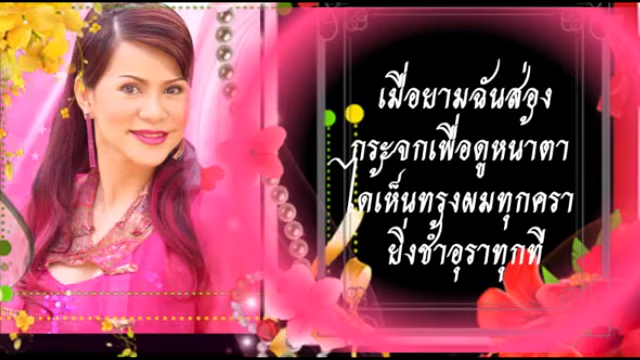 เมื่อยามฉันส่อง
กระจกเพื่อดูหน้าตา
ได้เห็นทรงผมทุกครา
ยิ่งช้ำอุราทุกที